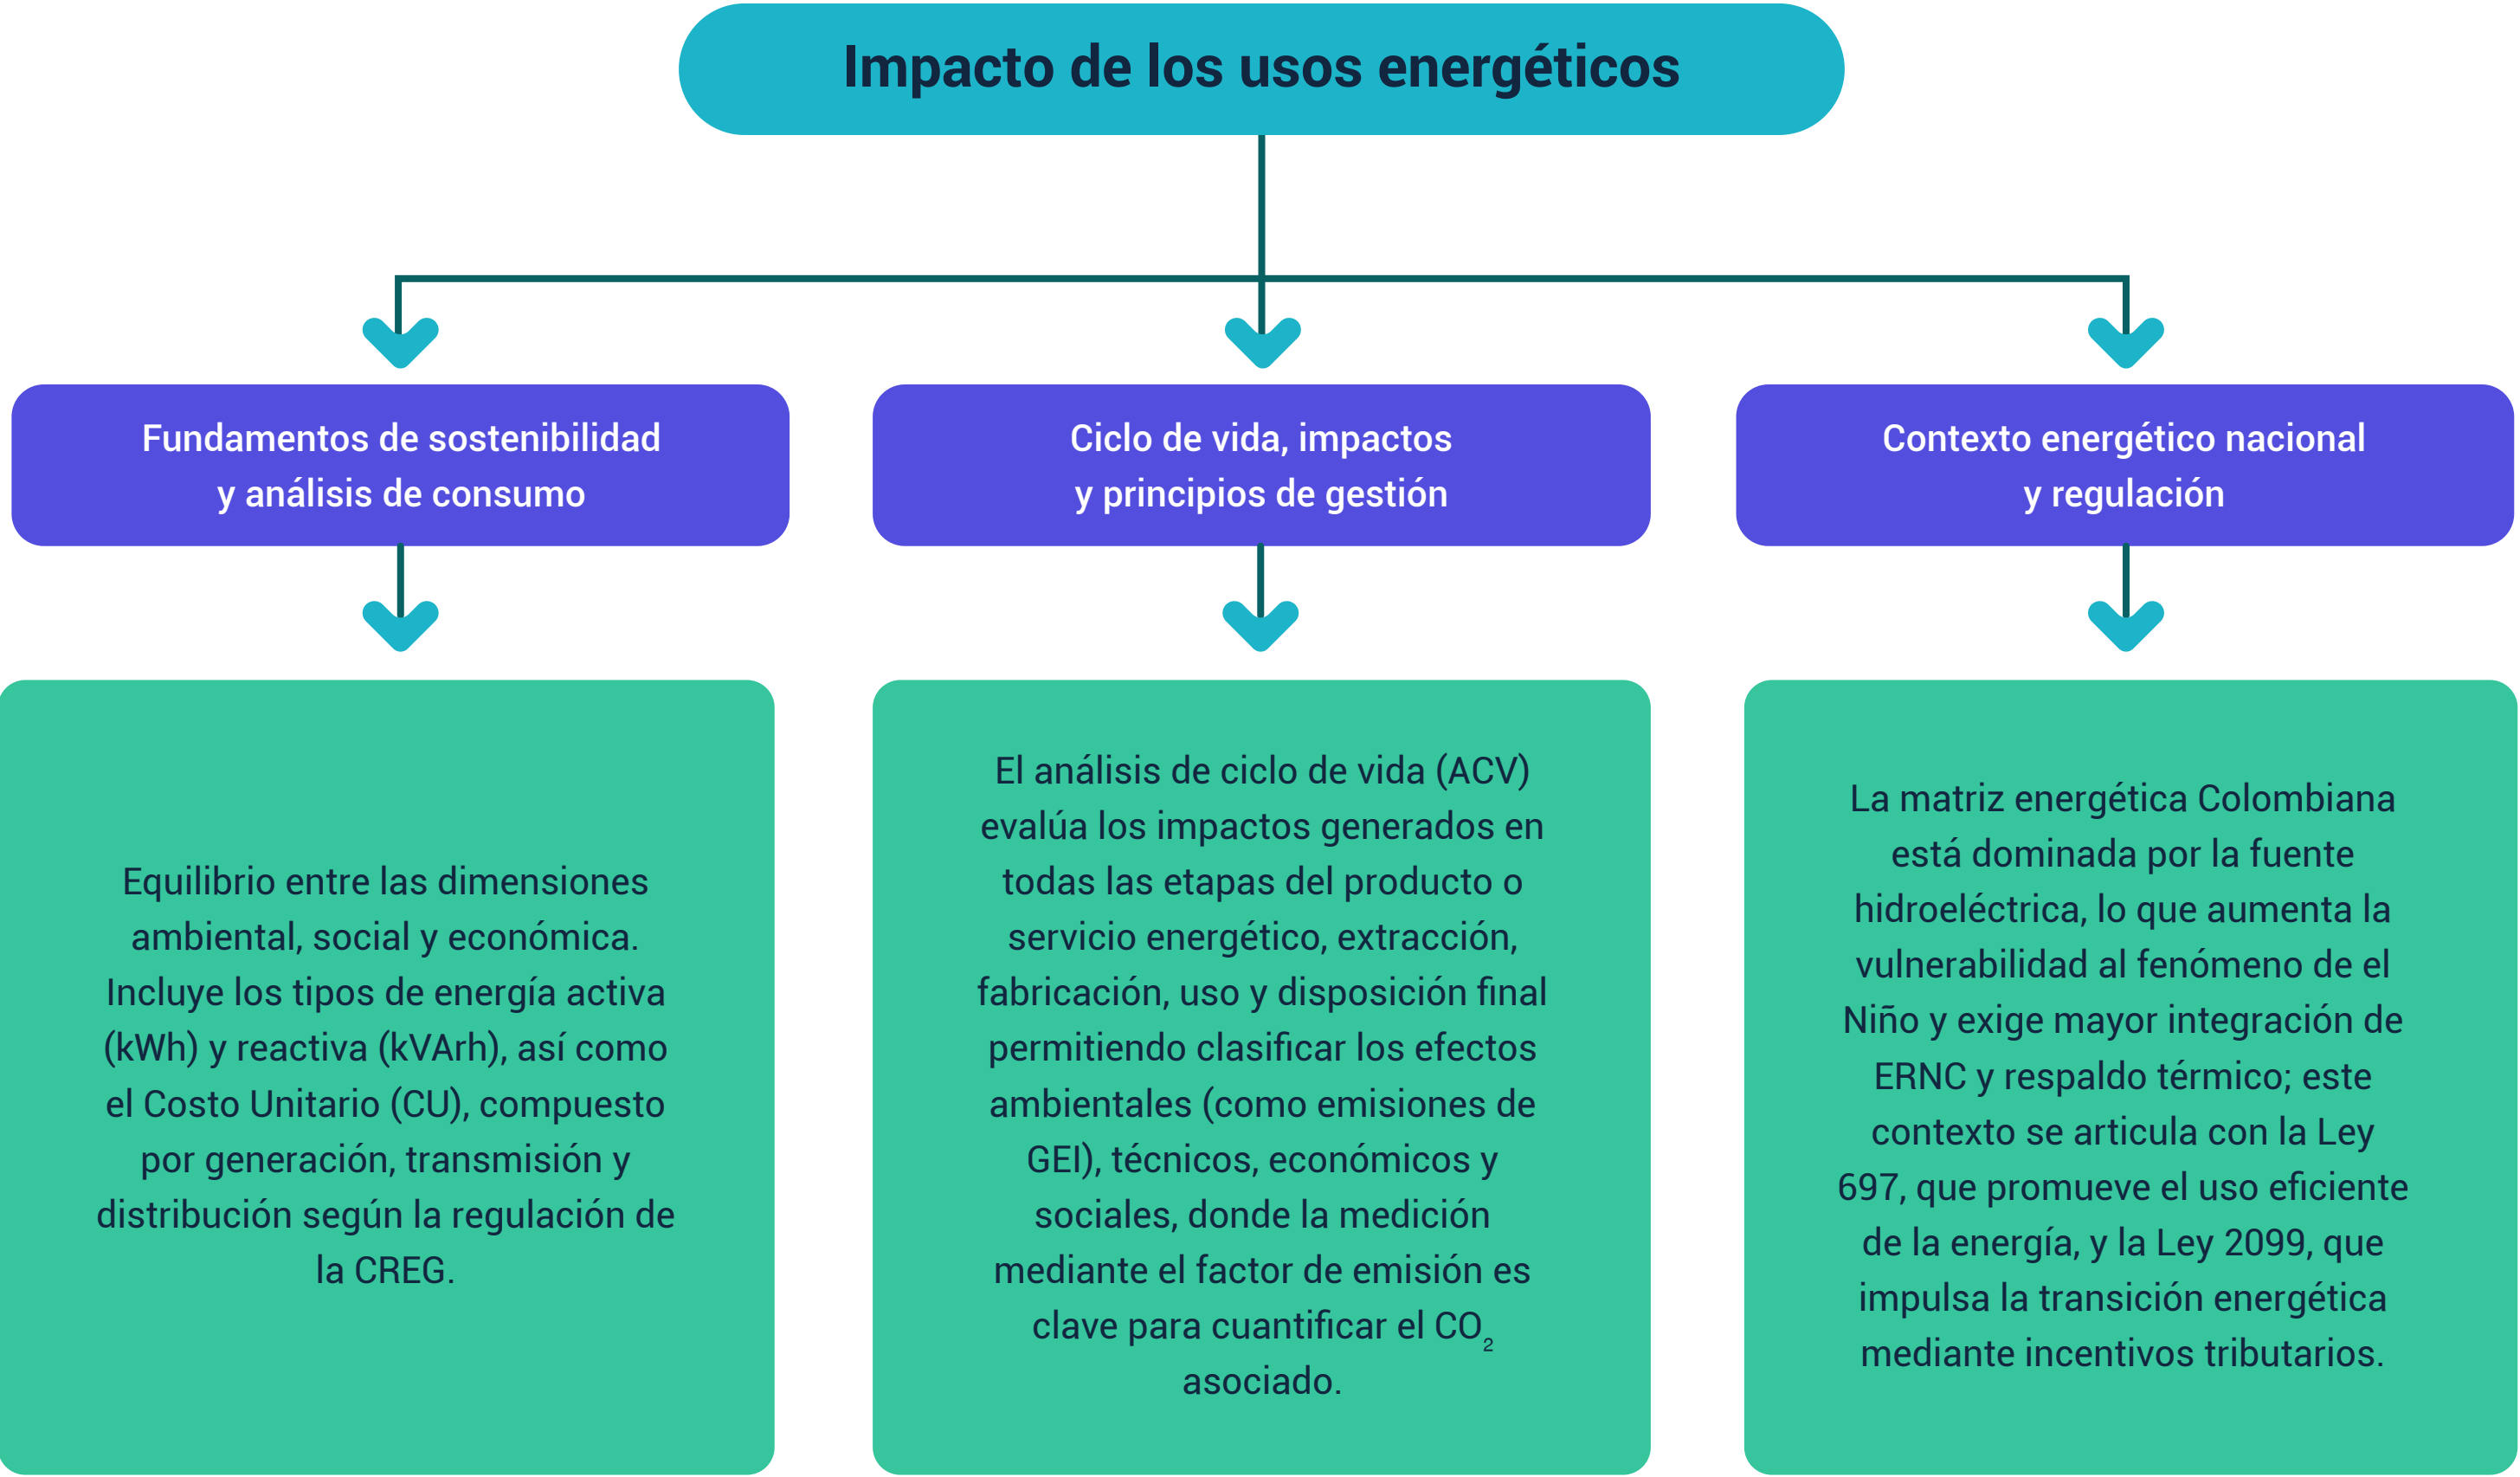 Impacto de los usos energéticos
Fundamentos de sostenibilidad
y análisis de consumo
Ciclo de vida, impactos
y principios de gestión
Contexto energético nacional
y regulación
Equilibrio entre las dimensiones
ambiental, social y económica.
Incluye los tipos de energía activa
(kWh) y reactiva (kVArh), así como
el Costo Unitario (CU), compuesto
por generación, transmisión y
distribución según la regulación de
la CREG.
El análisis de ciclo de vida (ACV)
evalúa los impactos generados en
todas las etapas del producto o
servicio energético, extracción,
fabricación, uso y disposición final
permitiendo clasificar los efectos
ambientales (como emisiones de
GEI), técnicos, económicos y
sociales, donde la medición
mediante el factor de emisión es
clave para cuantificar el CO₂
asociado.
La matriz energética Colombiana
está dominada por la fuente
hidroeléctrica, lo que aumenta la
vulnerabilidad al fenómeno de el
Niño y exige mayor integración de
ERNC y respaldo térmico; este
contexto se articula con la Ley
697, que promueve el uso eficiente
de la energía, y la Ley 2099, que
impulsa la transición energética
mediante incentivos tributarios.